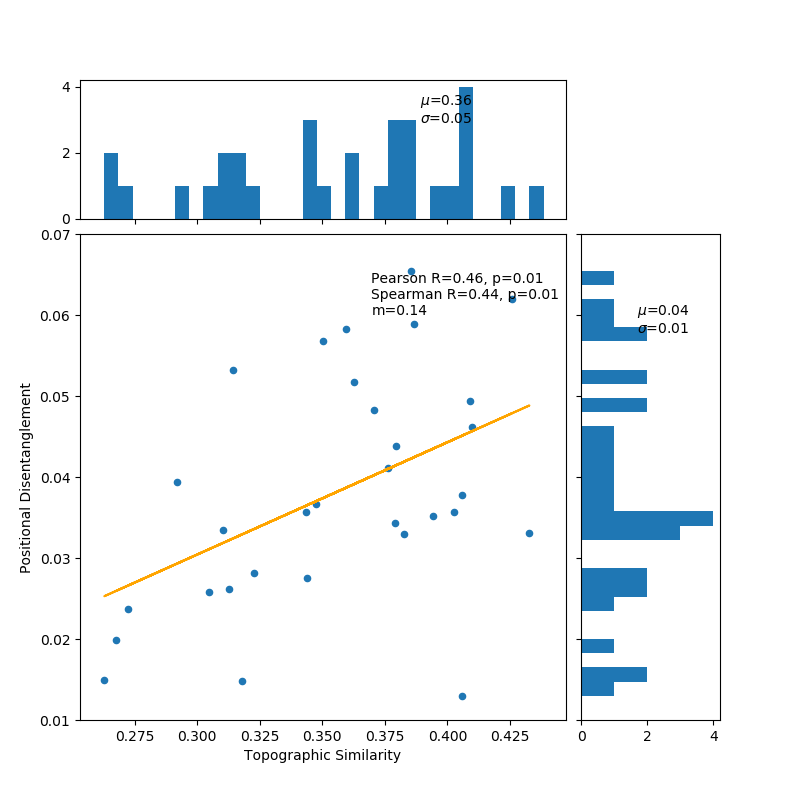 4
2
0
μ=0.36
σ=0.05
0.07
0.06
0.05
0.04
0.03
0.02
0.01
Positional Disentanglement
Pearson R=0.46, p=0.01
Spearman R=0.44, p=0.01
m=0.14
μ=0.04
σ=0.01
0.275 0.300 0.325 0.350 0.375 0.400 0.425
Topographic Similarity
0 2 4